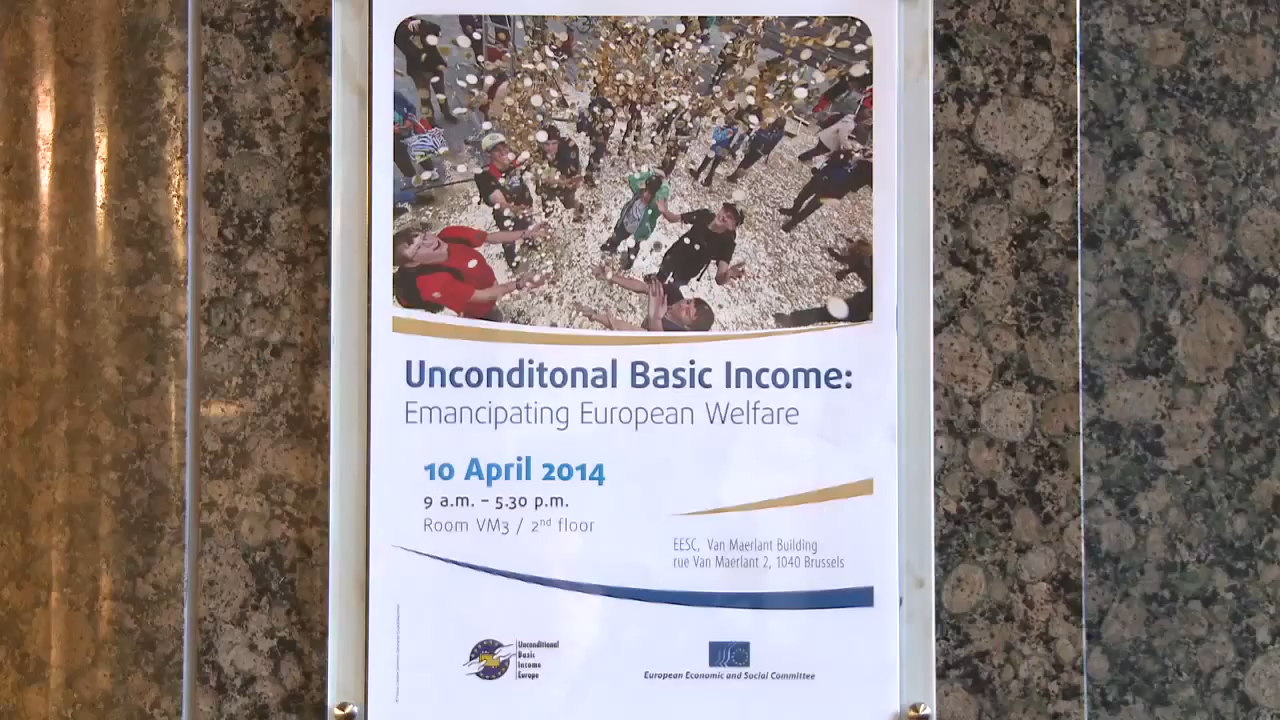 Unconditonal Basic Income:
Emancipating European Welfare
10 April 2014
9 a.m. – 5.30 p.m.
Room VM3 / 2nd floor
EESC, Van Maerlant Building
rue Van Maerlant 2, 1040 Brussels
Unconditional
Basic
Income
Europe
European Economic and Social Committee